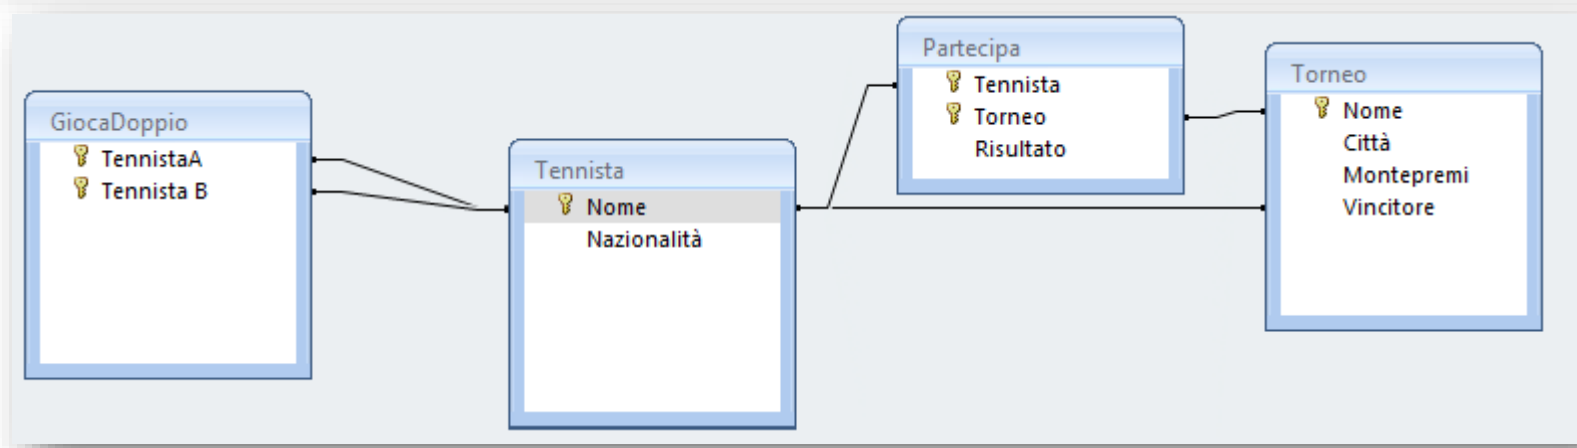 GiocaDoppio
TennistaA
Tennista B
Tennista
Nome
Nazionalità
Partecipa
Tennista
Torneo
Risultato
Torneo
Nome
Città
Montepremi
Vincitore